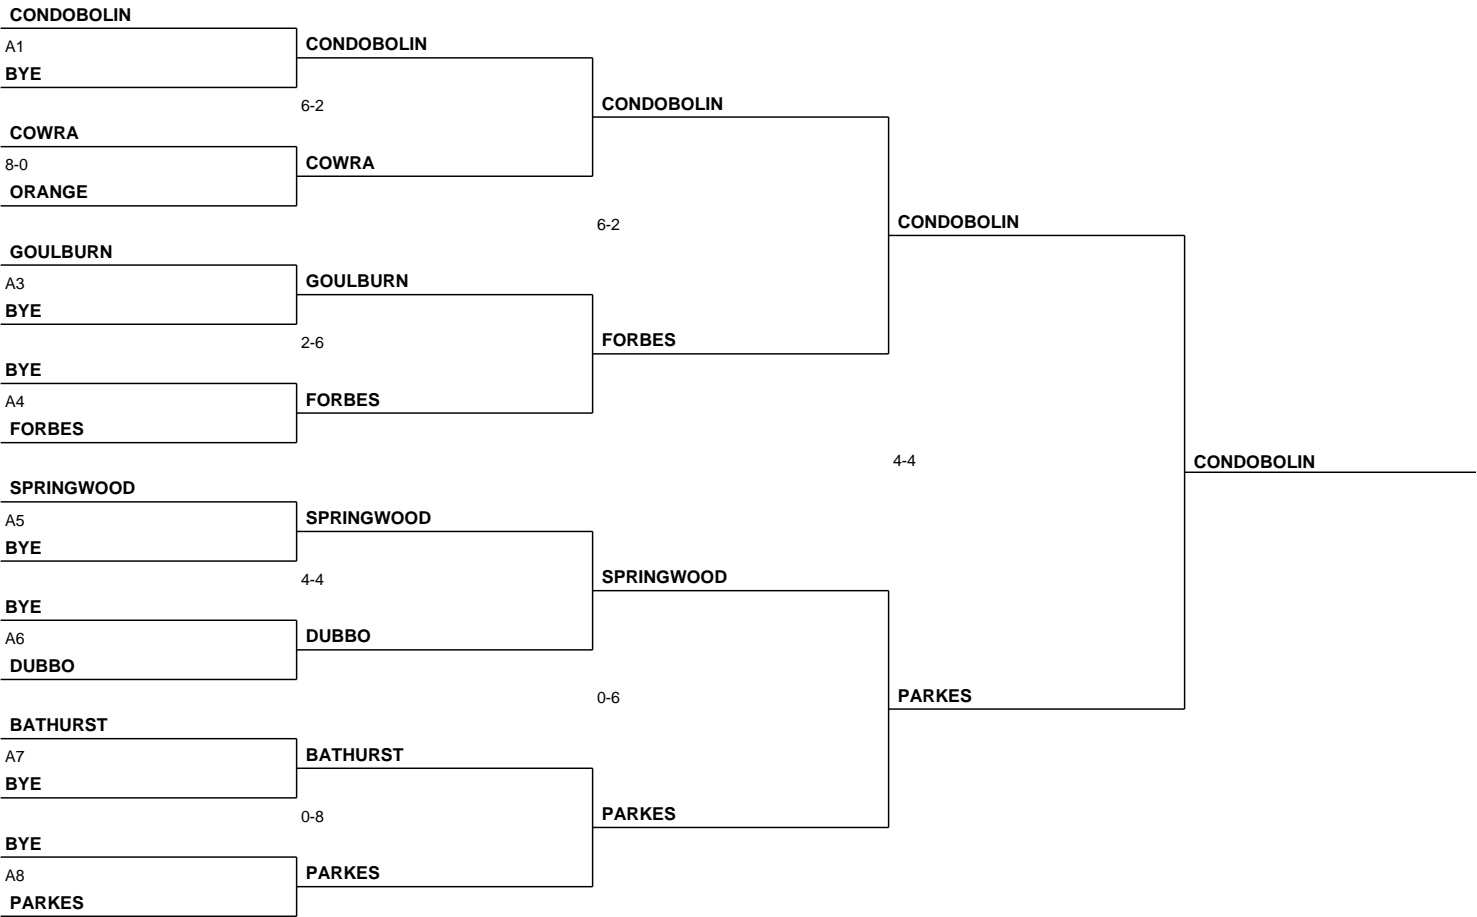 CONDOBOLIN
A1
BYE
COWRA
8-0
ORANGE
GOULBURN
A3
BYE
BYE
A4
FORBES
SPRINGWOOD
A5
BYE
BYE
A6
DUBBO
BATHURST
A7
BYE
BYE
A8
PARKES
CONDOBOLIN
6-2
COWRA
GOULBURN
2-6
FORBES
SPRINGWOOD
4-4
DUBBO
BATHURST
0-8
PARKES
CONDOBOLIN
6-2
FORBES
SPRINGWOOD
0-6
PARKES
CONDOBOLIN
4-4
PARKES
CONDOBOLIN